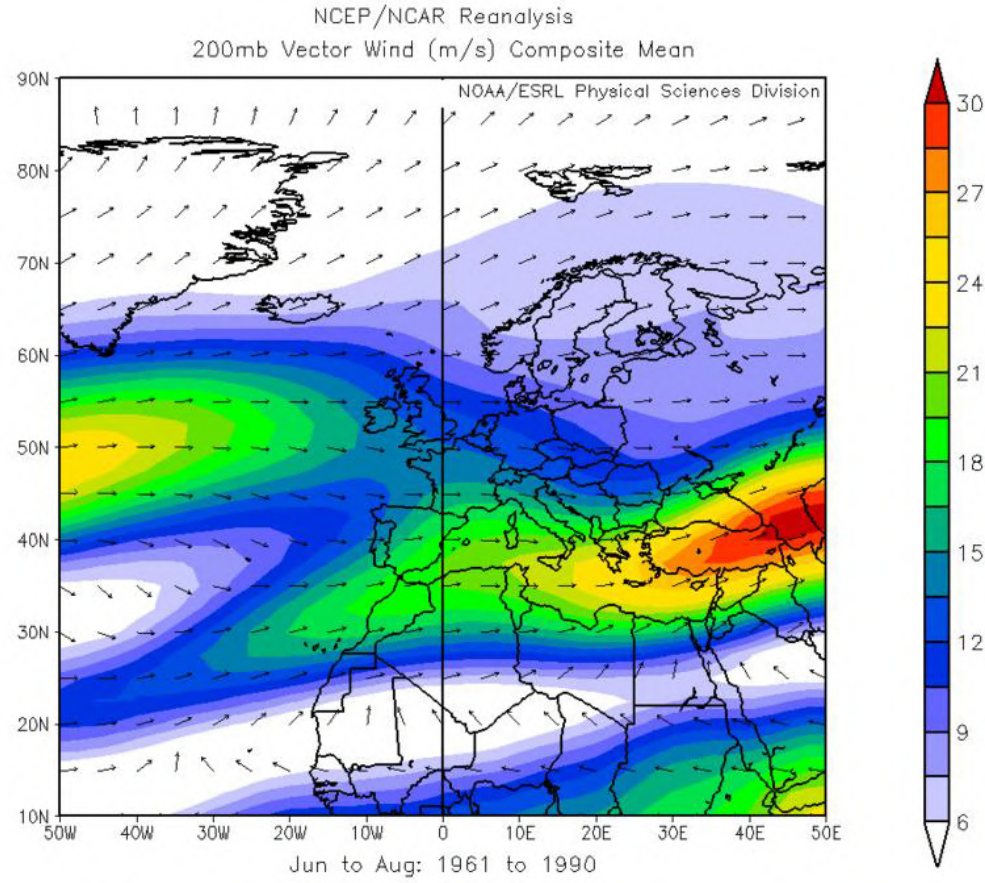 NCEP/NCAR Reanalysis
200mb Vector Wind (m/s) Composite Mean
NOAA/ESRL Physical Sciences Division
90N
80N
70N
60N
50N
40N
30N
20N
10N
50W 40W 30W 20W 10W 0 10E 20E 30E 40E 50E
Jun to Aug: 1961 to 1990
30
27
24
21
18
15
12
9
6